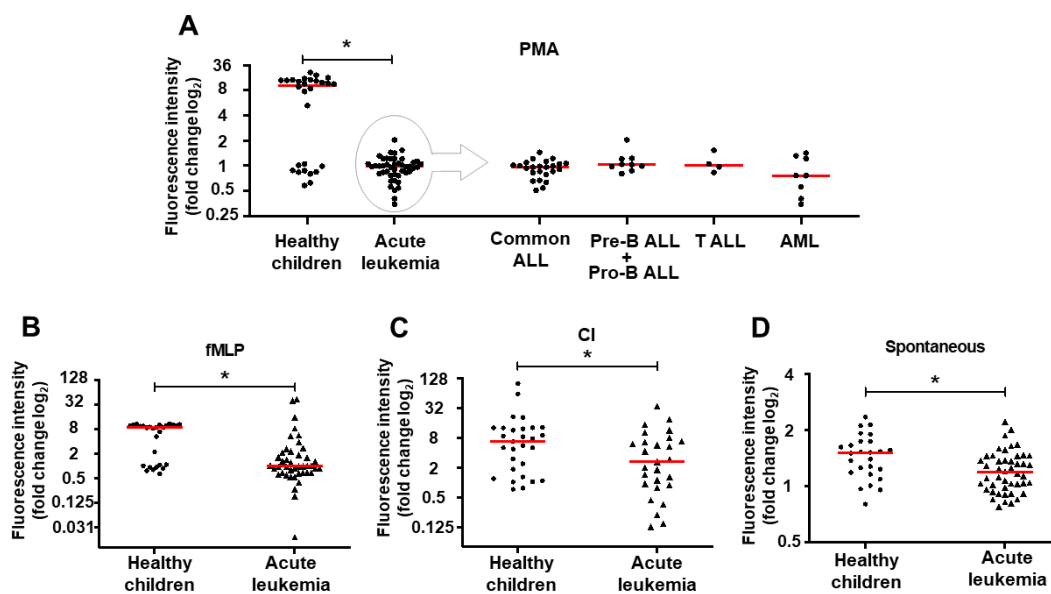 A
PMA
*
Fluorescence intensity
(fold change log₂)
36
8
4
2
1
0.5
0.25
Healthy
children
Acute
leukemia
Common
ALL
Pre-B ALL
+
Pro-B ALL
T ALL
AML
B
fMLP
*
Fluorescence intensity
(fold change log₂)
128
32
8
2
0.5
0.125
0.031
Healthy
children
Acute
leukemia
C
CI
*
Fluorescence intensity
(fold change log₂)
128
32
8
2
0.5
0.125
Healthy
children
Acute
leukemia
D
Spontaneous
*
Fluorescence intensity
(fold change log₂)
4
2
1
0.5
Healthy
children
Acute
leukemia